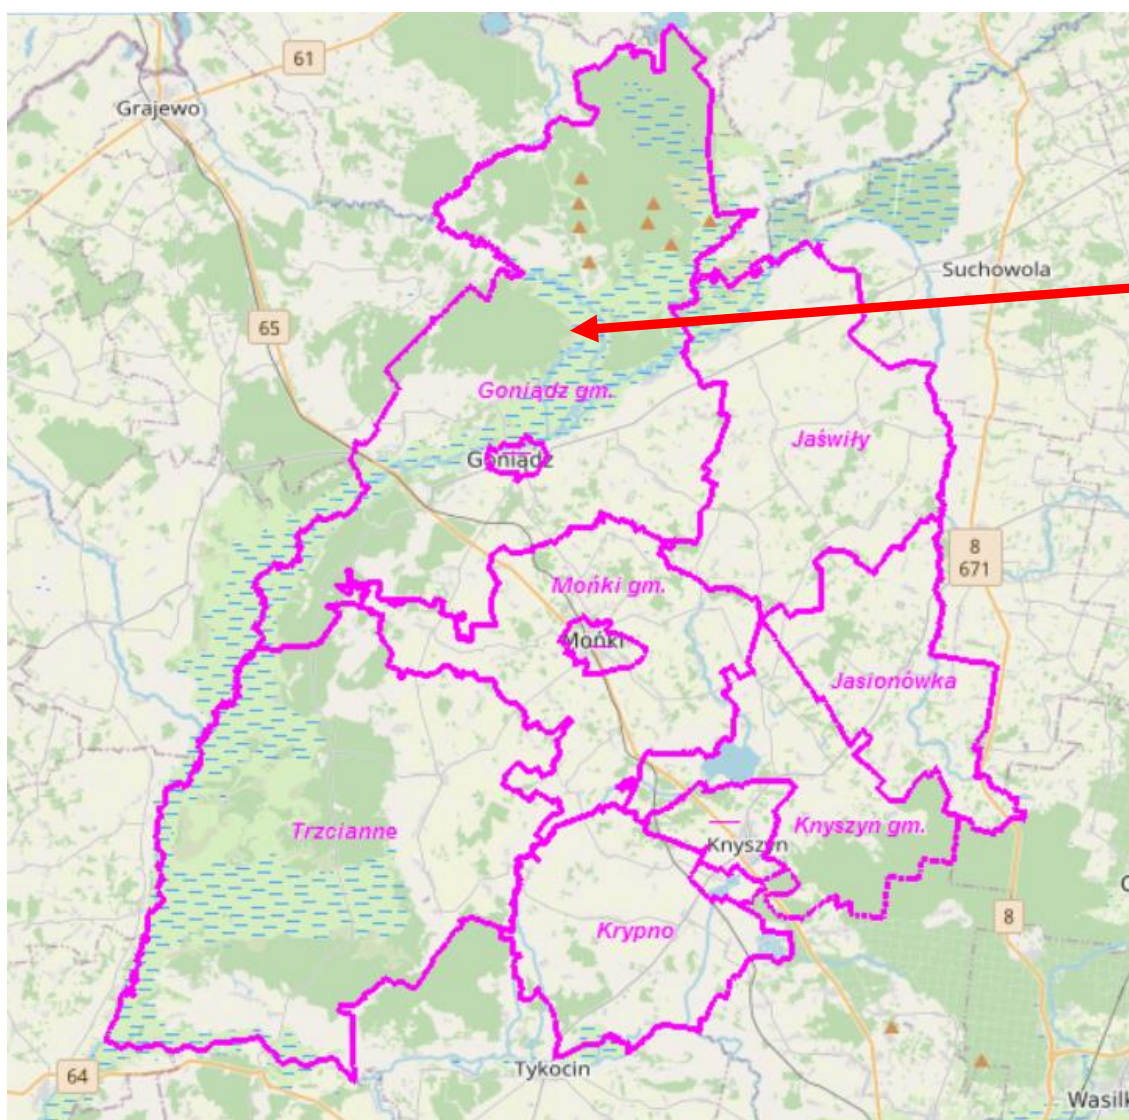 61
Grajewo
Suchowola
65
Goniądz gm.
Jaświły
Goniądz
8
671
Mońki gm.
Mońki
Jasionówka
Trzcianne
Knyszyn gm.
Knyszyn
Krypno
8
Tykocin
64